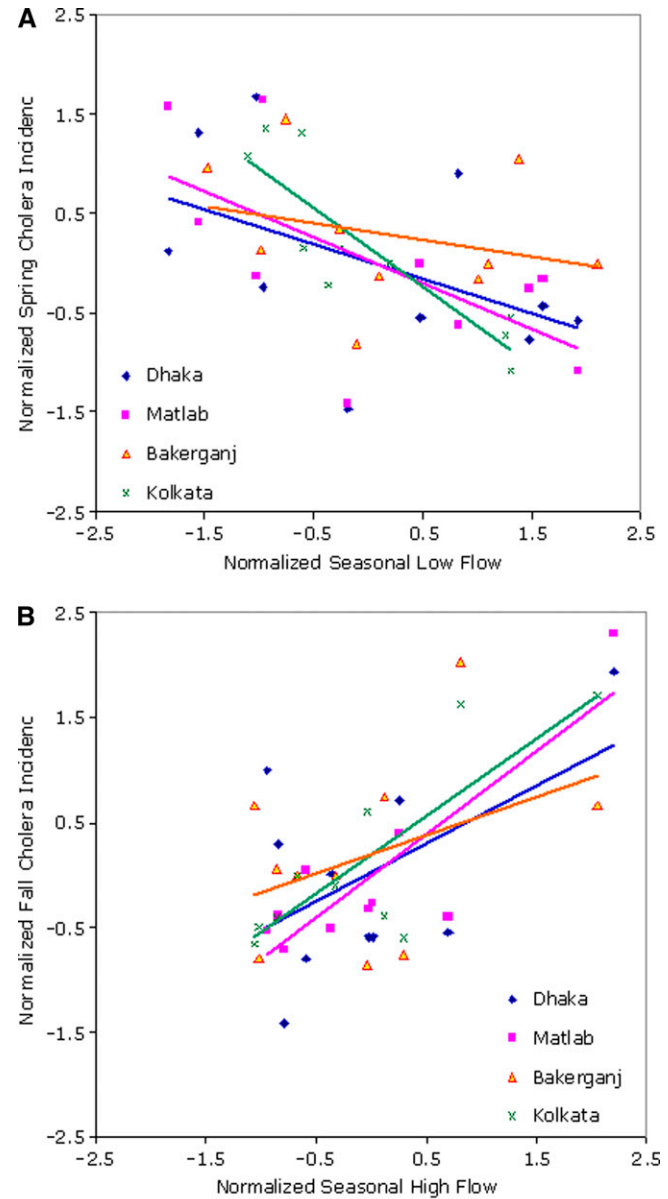 A
2.5
1.5
0.5
-0.5
-1.5
-2.5
Normalized Spring Cholera Incidenc
Dhaka
Matlab
Bakerganj
Kolkata
-2.5 -1.5 -0.5 0.5 1.5 2.5
Normalized Seasonal Low Flow
B
2.5
1.5
0.5
-0.5
-1.5
-2.5
Normalized Fall Cholera Incidenc
Dhaka
Matlab
Bakerganj
Kolkata
-2.5 -1.5 -0.5 0.5 1.5 2.5
Normalized Seasonal High Flow